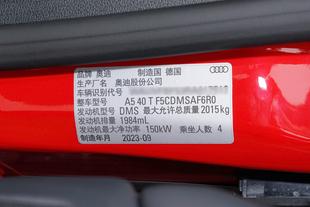 品牌 奥迪 制造国 德国
生产厂名 奥迪股份公司
车辆识别代号
整车型号 A5 40 T F5CDMSAF6R0
发动机型号 DMS 最大允许总质量 2015kg
发动机排量 1984mL
发动机最大净功率 150kW 乘坐人数 4
制造年月 2023-09